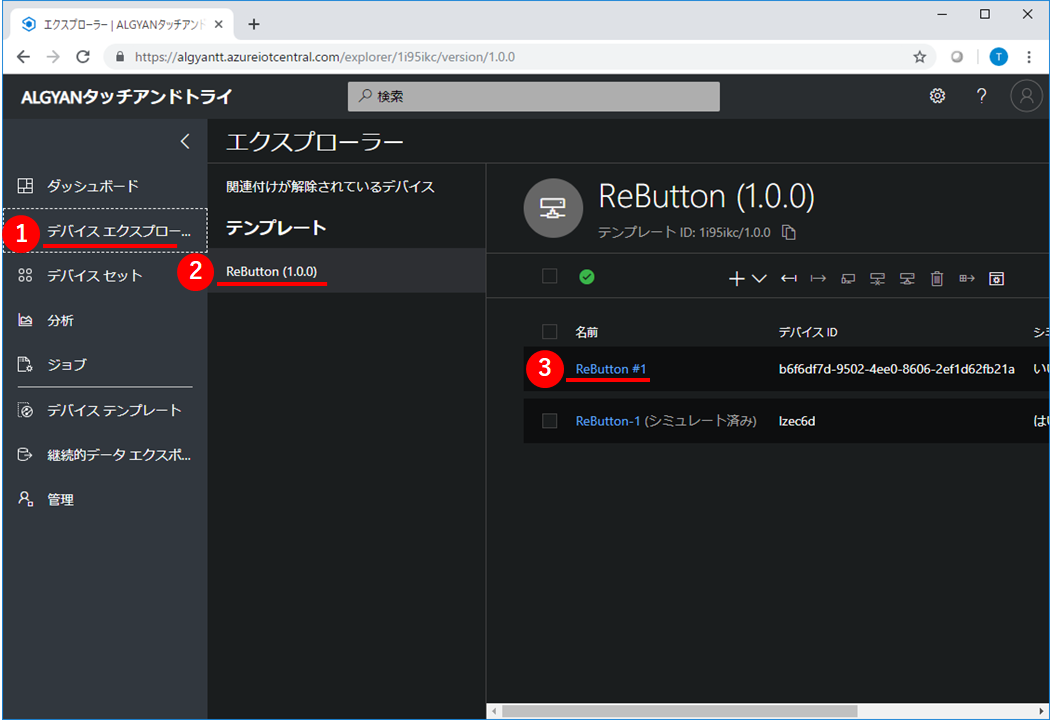 エクスプローラー | ALGYANタッチアンド
https://algyantt.azureiotcentral.com/explorer/1i95ikc/version/1.0.0
T
ALGYANタッチアンドトライ
検索
?
ダッシュボード
1 デバイス エクスプロー...
デバイス セット
分析
ジョブ
デバイス テンプレート
継続的データ エクスポ...
管理
エクスプローラー
関連付けが解除されているデバイス
テンプレート
2 ReButton (1.0.0)
ReButton (1.0.0)
テンプレート ID: 1i95ikc/1.0.0
名前 デバイス ID シミ
3 ReButton #1 b6f6df7d-9502-4ee0-8606-2ef1d62fb21a い
ReButton-1 (シミュレート済み) lzec6d は